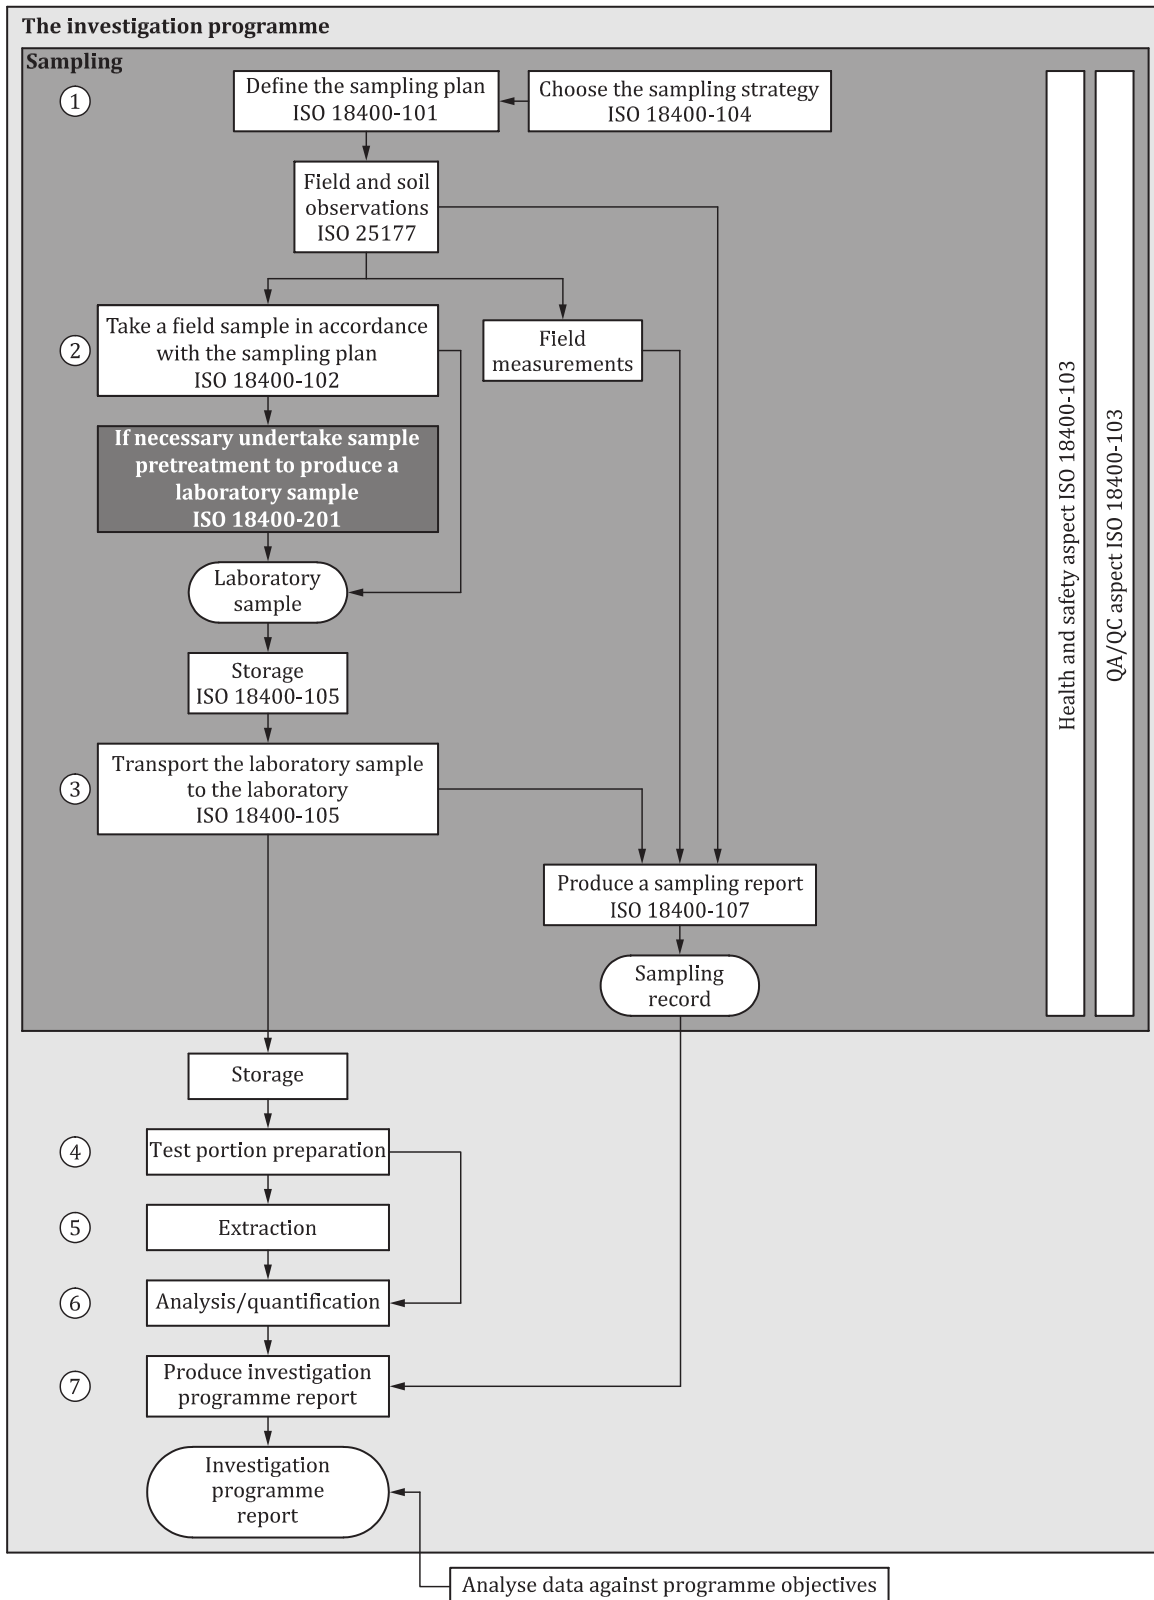 The investigation programme
Sampling
1
Define the sampling plan
ISO 18400-101
Choose the sampling strategy
ISO 18400-104
Field and soil
observations
ISO 25177
2
Take a field sample in accordance
with the sampling plan
ISO 18400-102
Field
measurements
If necessary undertake sample
pretreatment to produce a
laboratory sample
ISO 18400-201
Laboratory
sample
Storage
ISO 18400-105
3
Transport the laboratory sample
to the laboratory
ISO 18400-105
Produce a sampling report
ISO 18400-107
Sampling
record
Health and safety aspect ISO 18400-103
QA/QC aspect ISO 18400-103
Storage
4
Test portion preparation
5
Extraction
6
Analysis/quantification
7
Produce investigation
programme report
Investigation
programme
report
Analyse data against programme objectives